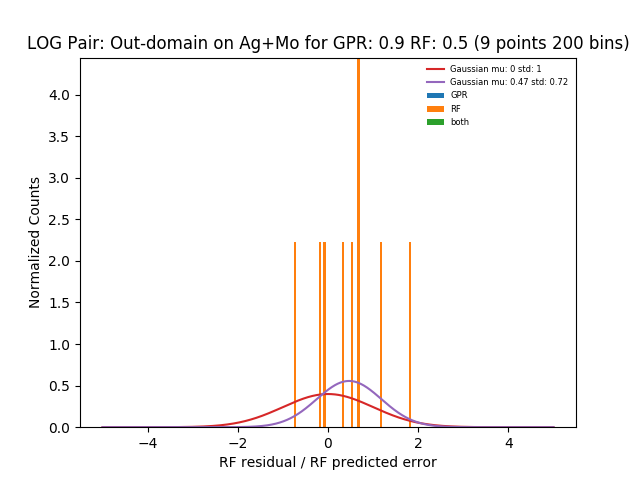 LOG Pair: Out-domain on Ag+Mo for GPR: 0.9 RF: 0.5 (9 points 200 bins)
Gaussian mu: 0 std: 1
Gaussian mu: 0.47 std: 0.72
GPR
RF
both
Normalized Counts
4.0
3.5
3.0
2.5
2.0
1.5
1.0
0.5
0.0
−4
−2
0
2
4
RF residual / RF predicted error